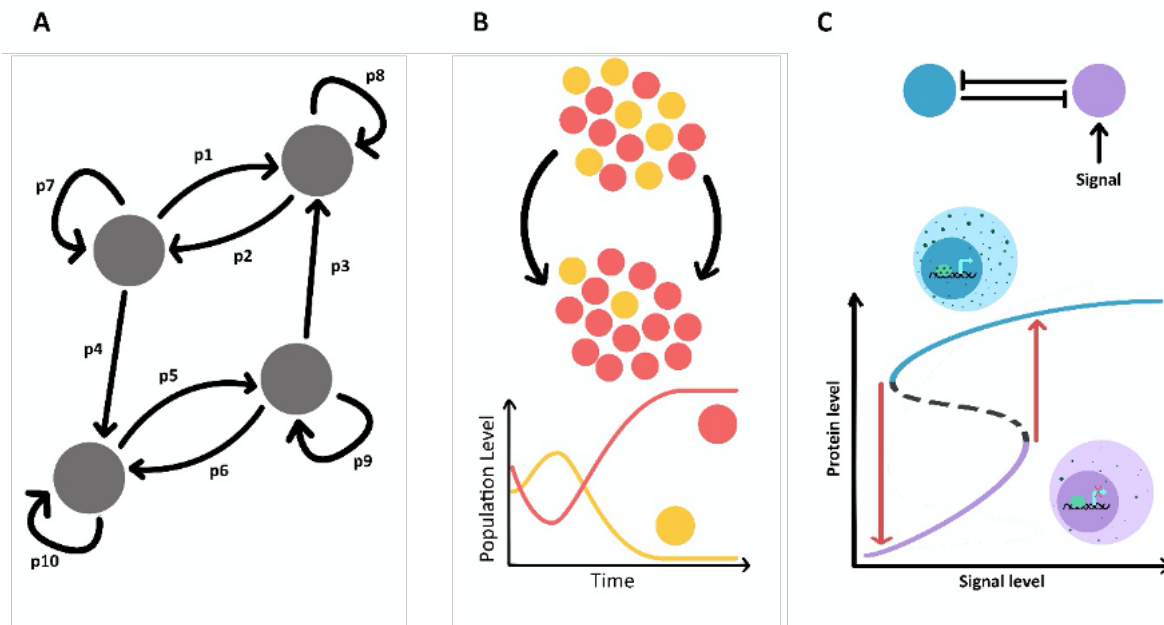 A
B
C
p8
p1
p7
p2
p3
p4
p5
p6
p9
p10
Population Level
Time
Signal
Protein level
Signal level